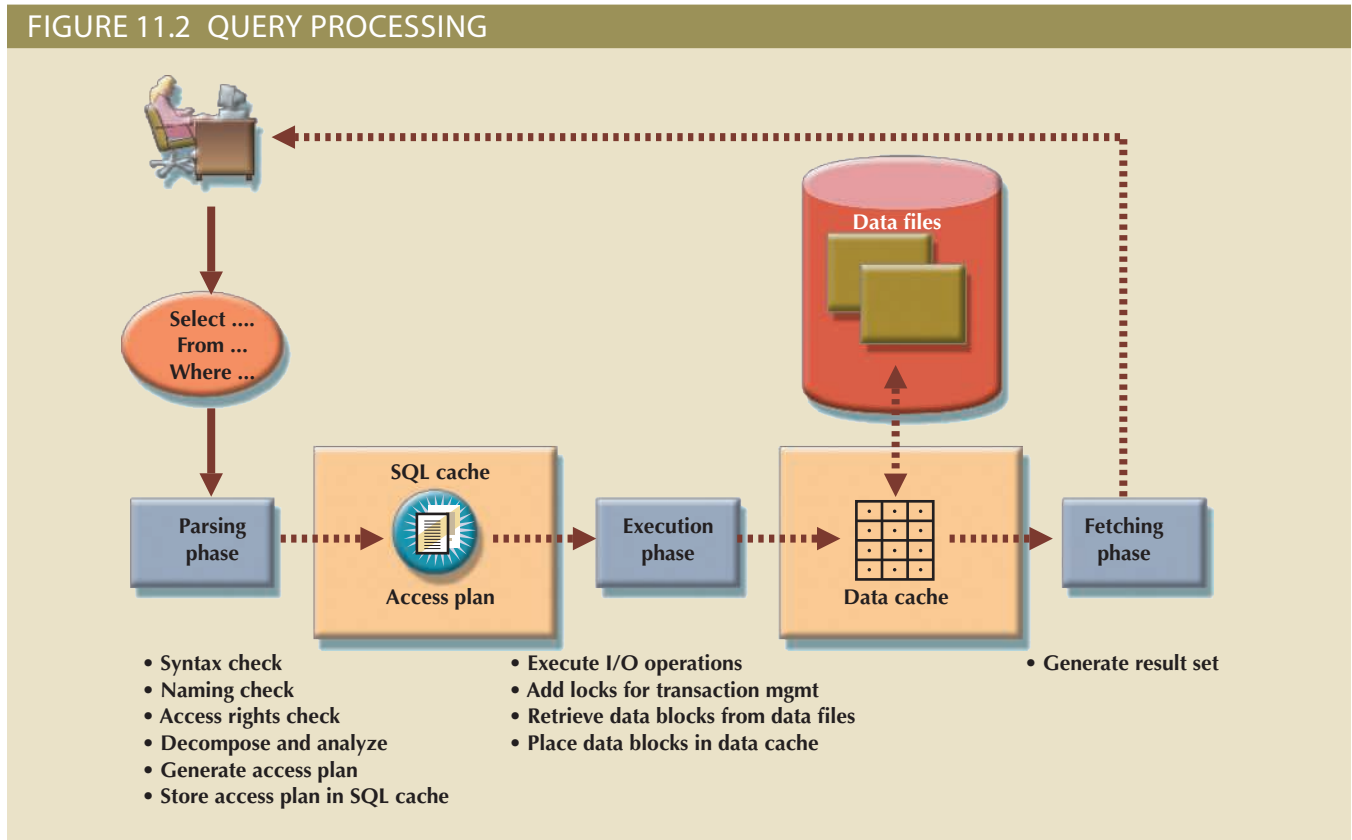 FIGURE 11.2 QUERY PROCESSING
Data files
Select ....
From ...
Where ...
SQL cache
Parsing
phase
Access plan
Execution
phase
Data cache
Fetching
phase
• Syntax check
• Naming check
• Access rights check
• Decompose and analyze
• Generate access plan
• Store access plan in SQL cache
• Execute I/O operations
• Add locks for transaction mgmt
• Retrieve data blocks from data files
• Place data blocks in data cache
• Generate result set